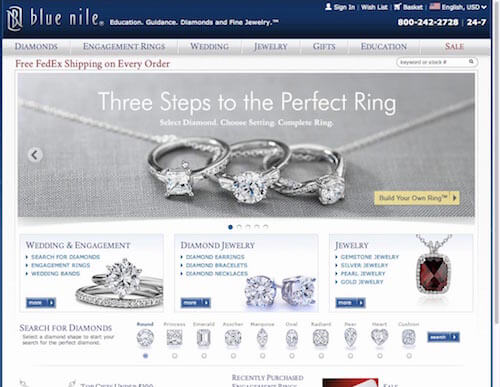 BN blue nile® Education. Guidance. Diamonds and Fine Jewelry.™
Sign In | Wish List | Basket | English, USD
800-242-2728 | 24-7
DIAMONDS ENGAGEMENT RINGS WEDDING JEWELRY GIFTS EDUCATION SALE
Free FedEx Shipping on Every Order
keyword or stock #
Three Steps to the Perfect Ring
Select Diamond. Choose Setting. Complete Ring.
Build Your Own Ring™
WEDDING & ENGAGEMENT
SEARCH FOR DIAMONDS
ENGAGEMENT RINGS
WEDDING BANDS
more
DIAMOND JEWELRY
DIAMOND EARRINGS
DIAMOND BRACELETS
DIAMOND NECKLACES
more
JEWELRY
GEMSTONE JEWELRY
SILVER JEWELRY
PEARL JEWELRY
GOLD JEWELRY
more
SEARCH FOR DIAMONDS
Select a diamond shape to start your
search for the perfect diamond.
Round Princess Emerald Asscher Marquise Oval Radiant Pear Heart Cushion
search
RECENTLY PURCHASED
ENGAGEMENT RINGS
SALE